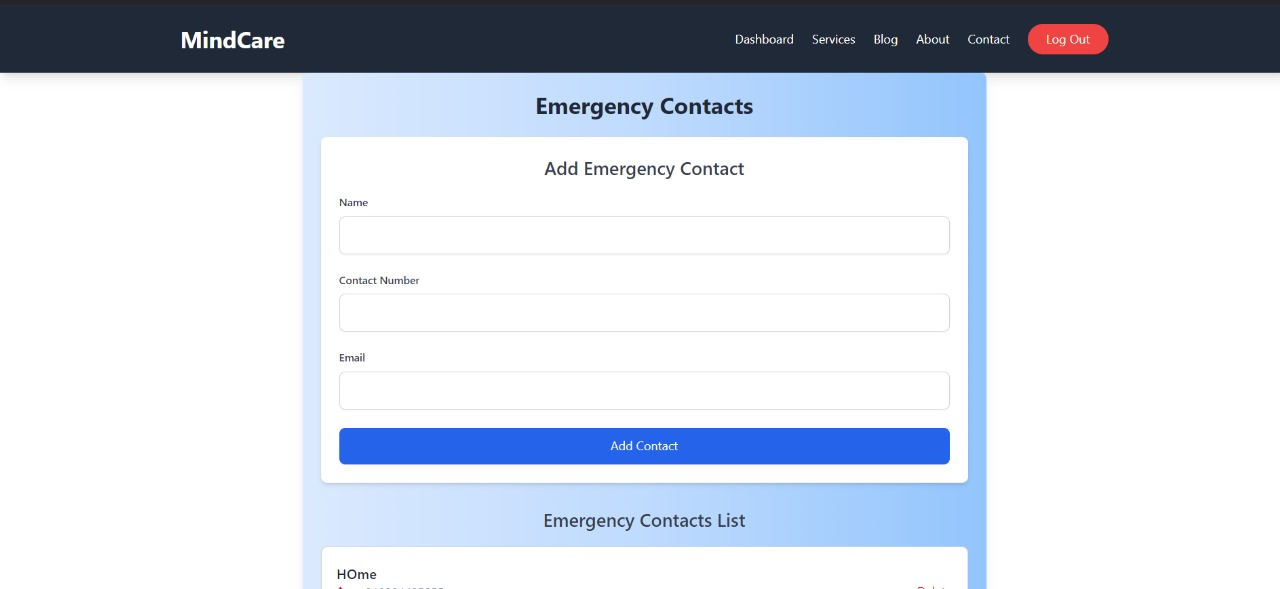 MindCare
Dashboard Services Blog About Contact Log Out
Emergency Contacts
Add Emergency Contact
Name
Contact Number
Email
Add Contact
Emergency Contacts List
HOme